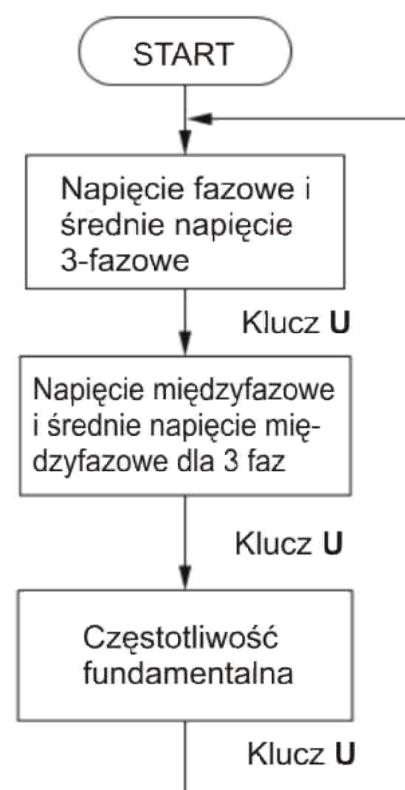 START
Napięcie fazowe i
średnie napięcie
3-fazowe
Klucz U
Napięcie międzyfazowe
i średnie napięcie mię-
dzyfazowe dla 3 faz
Klucz U
Częstotliwość
fundamentalna
Klucz U